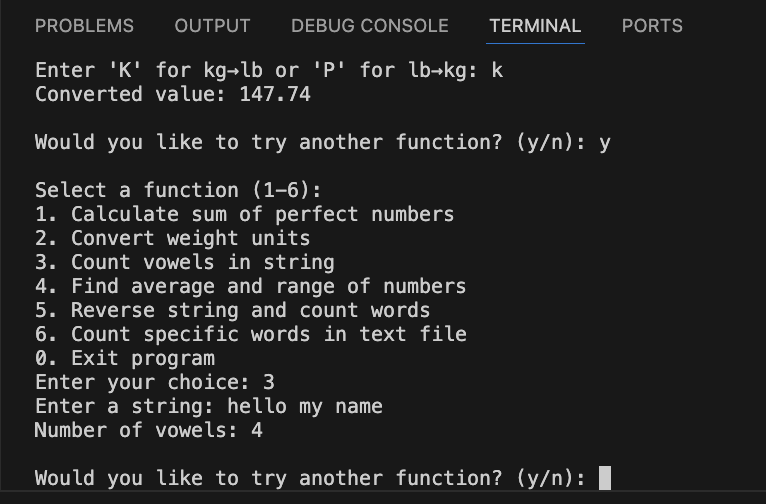 PROBLEMS OUTPUT DEBUG CONSOLE TERMINAL PORTS
Enter 'K' for kg→lb or 'P' for lb→kg: k
Converted value: 147.74
Would you like to try another function? (y/n): y
Select a function (1-6):
1. Calculate sum of perfect numbers
2. Convert weight units
3. Count vowels in string
4. Find average and range of numbers
5. Reverse string and count words
6. Count specific words in text file
0. Exit program
Enter your choice: 3
Enter a string: hello my name
Number of vowels: 4
Would you like to try another function? (y/n):